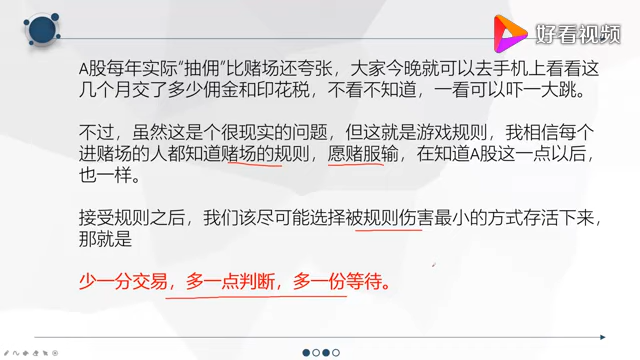 好看视频
A股每年实际“抽佣”比赌场还夸张，大家今晚就可以去手机上看看这
几个月交了多少佣金和印花税，不看不知道，一看可以吓一大跳。
不过，虽然这是个很现实的问题，但这就是游戏规则，我相信每个
进赌场的人都知道赌场的规则，愿赌服输，在知道A股这一点以后，
也一样。
接受规则之后，我们该尽可能选择被规则伤害最小的方式存活下来，
那就是
少一分交易，多一点判断，多一份等待。